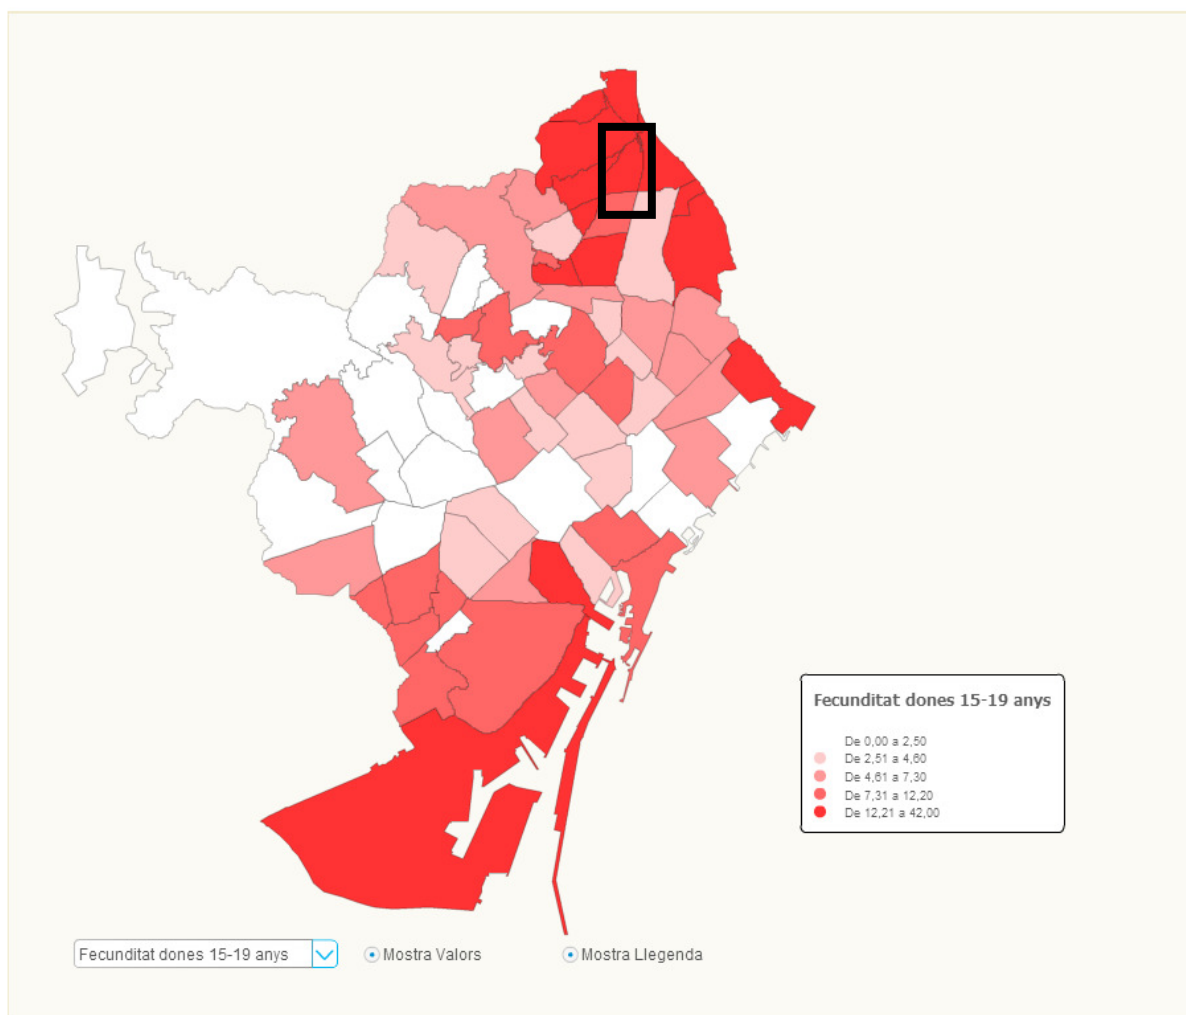 Fecunditat dones 15-19 anys
De 0,00 a 2,50
De 2,51 a 4,60
De 4,61 a 7,30
De 7,31 a 12,20
De 12,21 a 42,00
Fecunditat dones 15-19 anys
Mostra Valors
Mostra Llegenda